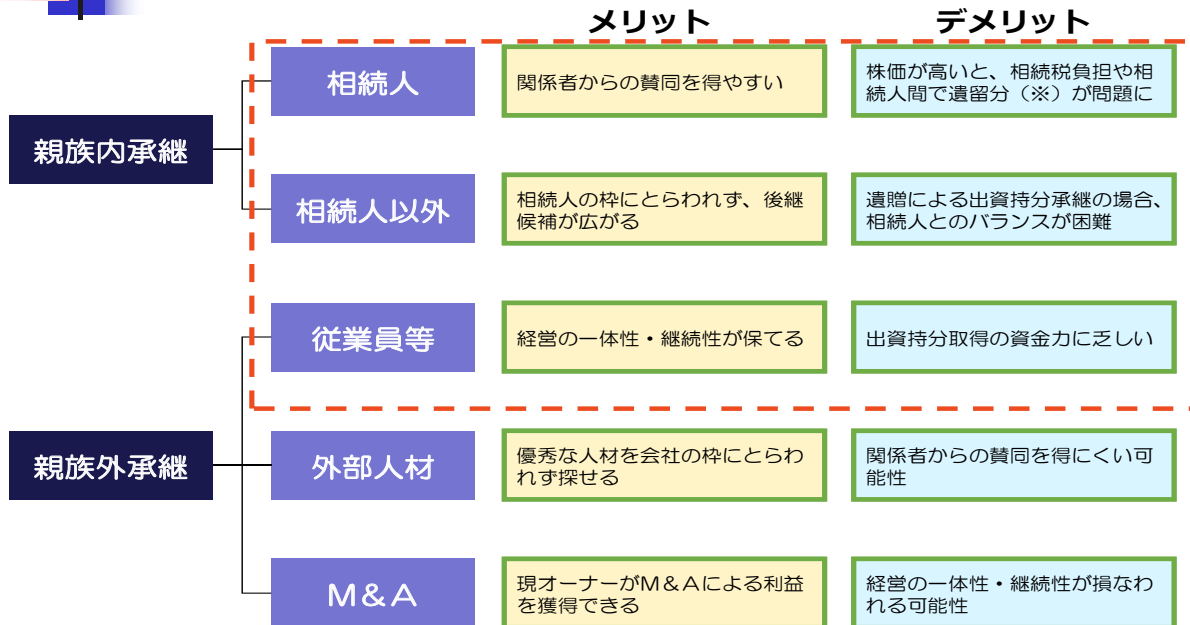 メリット
デメリット
親族内承継
相続人
関係者からの賛同を得やすい
株価が高いと、相続税負担や相
続人間で遺留分（※）が問題に
相続人以外
相続人の枠にとらわれず、後継
候補が広がる
遺贈による出資持分承継の場合、
相続人とのバランスが困難
親族外承継
従業員等
経営の一体性・継続性が保てる
出資持分取得の資金力に乏しい
外部人材
優秀な人材を会社の枠にとらわ
れず探せる
関係者からの賛同を得にくい可
能性
M&A
現オーナーがM&Aによる利益
を獲得できる
経営の一体性・継続性が損なわ
れる可能性